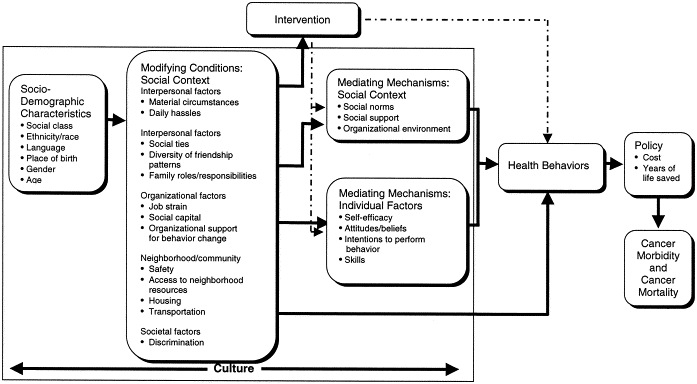 Intervention
Socio-
Demographic
Characteristics
• Social class
• Ethnicity/race
• Language
• Place of birth
• Gender
• Age
Modifying Conditions:
Social Context
Interpersonal factors
• Material circumstances
• Daily hassles
Interpersonal factors
• Social ties
• Diversity of friendship
patterns
• Family roles/responsibilities
Organizational factors
• Job strain
• Social capital
• Organizational support
for behavior change
Neighborhood/community
• Safety
• Access to neighborhood
resources
• Housing
• Transportation
Societal factors
• Discrimination
Mediating Mechanisms:
Social Context
• Social norms
• Social support
• Organizational environment
Mediating Mechanisms:
Individual Factors
• Self-efficacy
• Attitudes/beliefs
• Intentions to perform
behavior
• Skills
Health Behaviors
Policy
• Cost
• Years of
life saved
Cancer
Morbidity
and
Cancer
Mortality
Culture